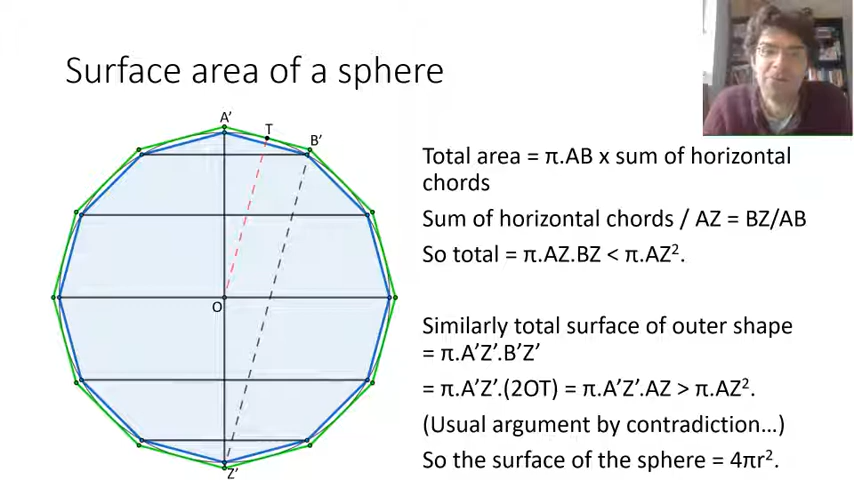 Surface area of a sphere
A’
T
B’
O
Z’
Total area = π.AB x sum of horizontal
chords
Sum of horizontal chords / AZ = BZ/AB
So total = π.AZ.BZ < π.AZ².
Similarly total surface of outer shape
= π.A’Z’.B’Z’
= π.A’Z’.(2OT) = π.A’Z’.AZ > π.AZ².
(Usual argument by contradiction…)
So the surface of the sphere = 4πr².